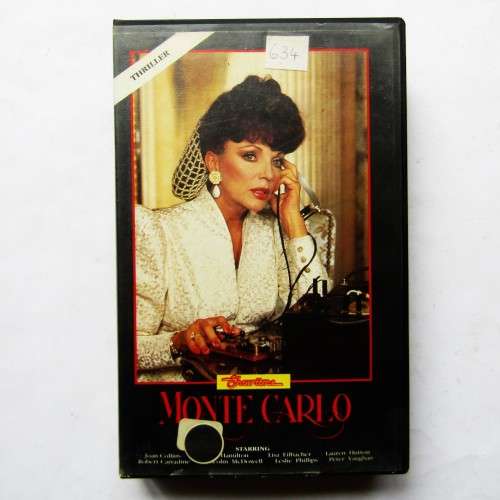 THRILLER
634
Showtime
MONTE CARLO
STARRING
Joan Collins Hamilton Lisa Eilbacher Lauren Hutton
Robert Carradine colm McDowell Leslie Phillips Peter Vaughan